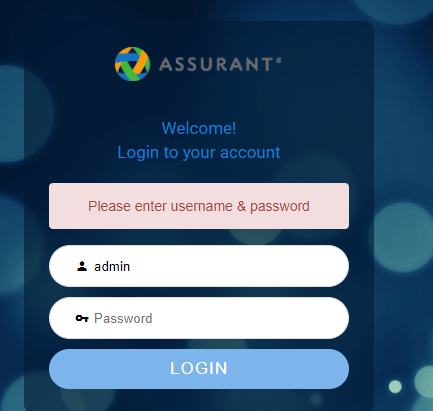 ASSURANT®
Welcome!
Login to your account
Please enter username & password
admin
Password
LOGIN